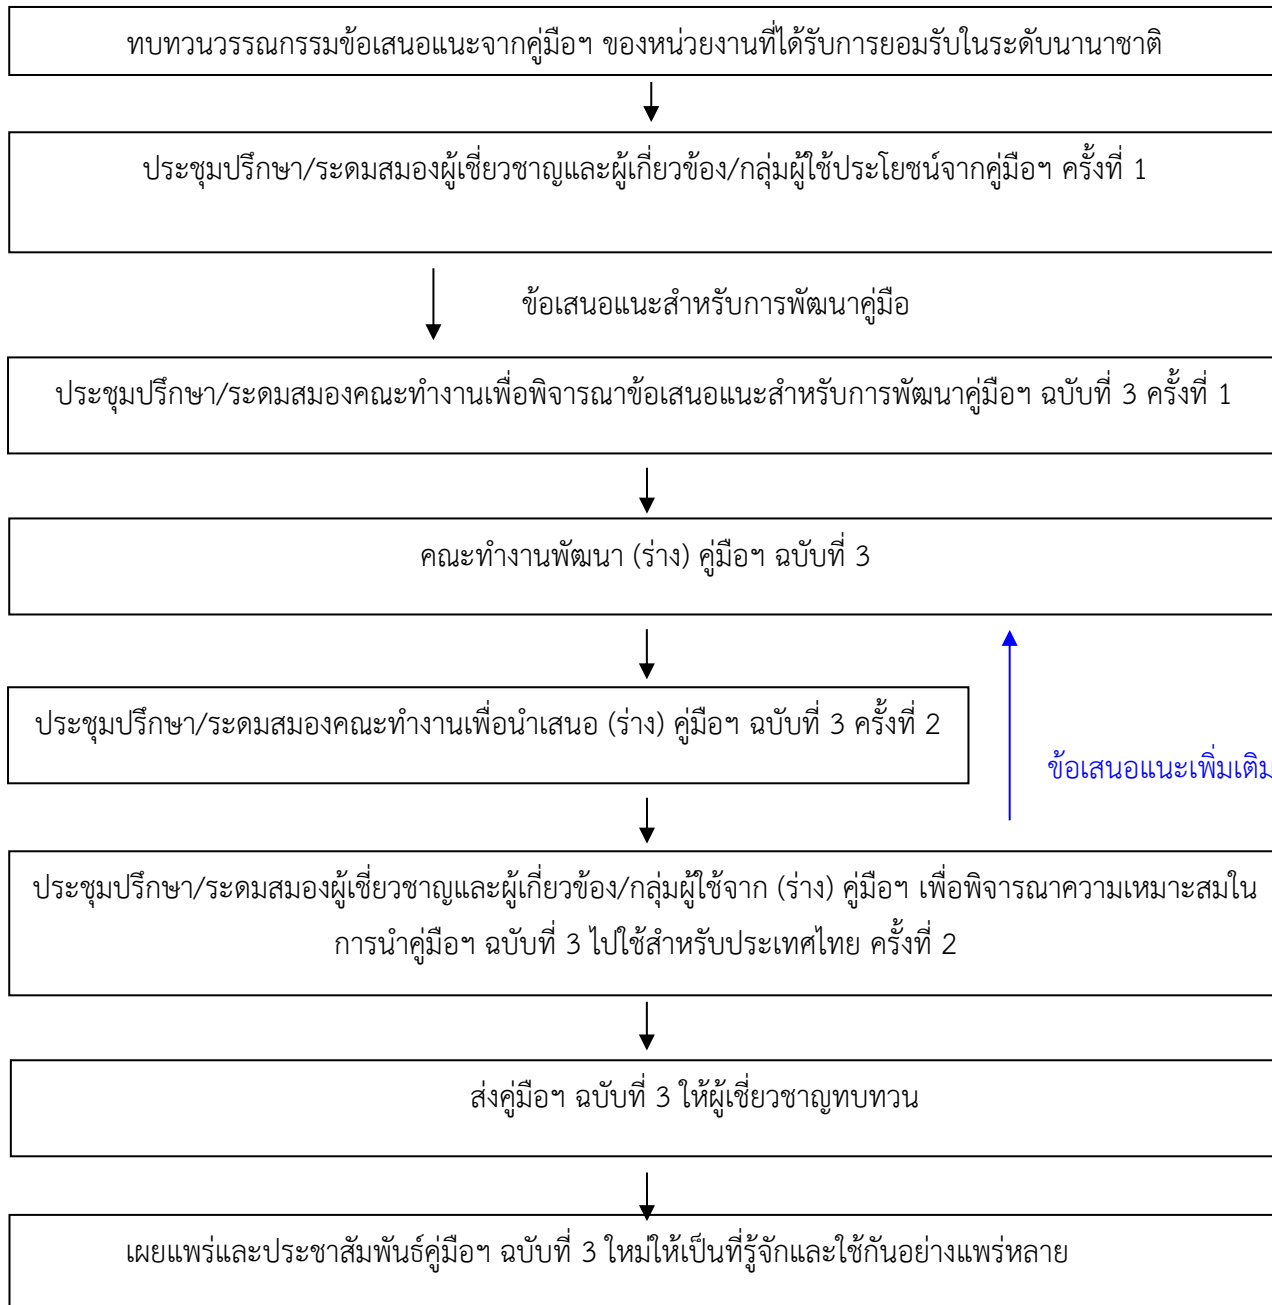 ทบทวนวรรณกรรมข้อเสนอแนะจากคู่มือฯ ของหน่วยงานที่ได้รับการยอมรับในระดับนานาชาติ
ประชุมปรึกษา/ระดมสมองผู้เชี่ยวชาญและผู้เกี่ยวข้อง/กลุ่มผู้ใช้ประโยชน์จากคู่มือฯ ครั้งที่ 1
ข้อเสนอแนะสำหรับการพัฒนาคู่มือ
ประชุมปรึกษา/ระดมสมองคณะทำงานเพื่อพิจารณาข้อเสนอแนะสำหรับการพัฒนาคู่มือฯ ฉบับที่ 3 ครั้งที่ 1
คณะทำงานพัฒนา (ร่าง) คู่มือฯ ฉบับที่ 3
ประชุมปรึกษา/ระดมสมองคณะทำงานเพื่อนำเสนอ (ร่าง) คู่มือฯ ฉบับที่ 3 ครั้งที่ 2
ข้อเสนอแนะเพิ่มเติม
ประชุมปรึกษา/ระดมสมองผู้เชี่ยวชาญและผู้เกี่ยวข้อง/กลุ่มผู้ใช้จาก (ร่าง) คู่มือฯ เพื่อพิจารณาความเหมาะสมใน
การนำคู่มือฯ ฉบับที่ 3 ไปใช้สำหรับประเทศไทย ครั้งที่ 2
ส่งคู่มือฯ ฉบับที่ 3 ให้ผู้เชี่ยวชาญทบทวน
เผยแพร่และประชาสัมพันธ์คู่มือฯ ฉบับที่ 3 ใหม่ให้เป็นที่รู้จักและใช้กันอย่างแพร่หลาย